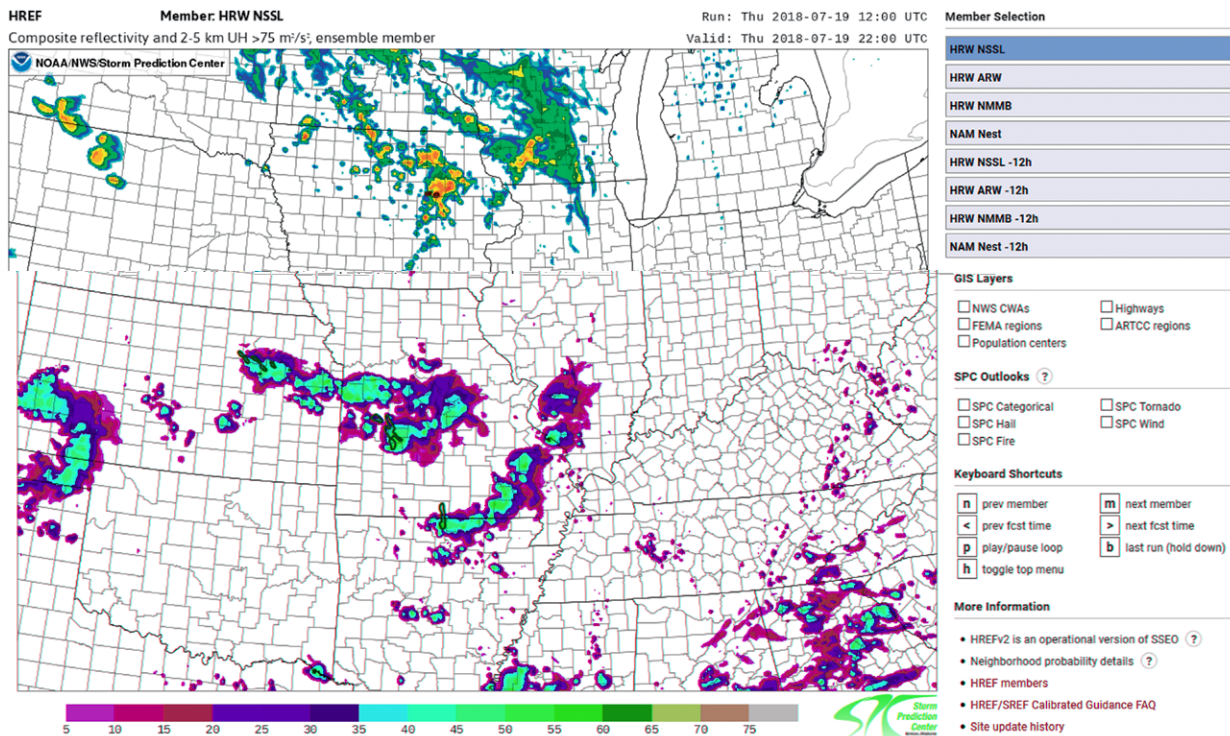 HREF Member: HRW NSSL Run: Thu 2018-07-19 12:00 UTC
Composite reflectivity and 2-5 km UH >75 m²/s², ensemble member Valid: Thu 2018-07-19 22:00 UTC
NOAA/NWS/Storm Prediction Center
Member Selection
HRW NSSL
HRW ARW
HRW NMMB
NAM Nest
HRW NSSL -12h
HRW ARW -12h
HRW NMMB -12h
NAM Nest -12h
GIS Layers
NWS CWAs Highways
FEMA regions ARTCC regions
Population centers
SPC Outlooks ?
SPC Categorical SPC Tornado
SPC Hail SPC Wind
SPC Fire
Keyboard Shortcuts
n prev member m next member
< prev fcst time > next fcst time
p play/pause loop b last run (hold down)
h toggle top menu
More Information
• HREFv2 is an operational version of SSEO ?
• Neighborhood probability details ?
• HREF members
• HREF/SREF Calibrated Guidance FAQ
• Site update history
5 10 15 20 25 30 35 40 45 50 55 60 65 70 75
SPC
Storm
Prediction
Center